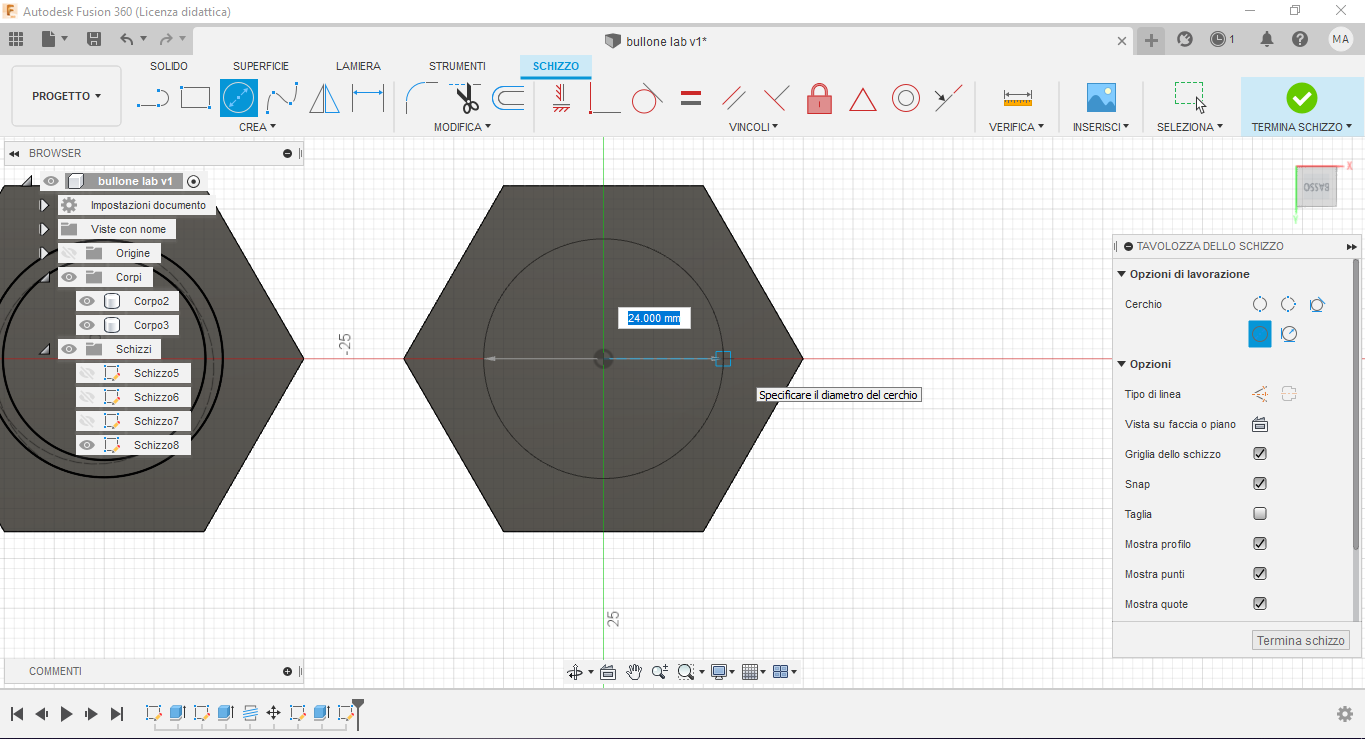 Autodesk Fusion 360 (Licenza didattica)
bullone lab v1*
1
MA
PROGETTO
SOLIDO
SUPERFICIE
LAMIERA
STRUMENTI
SCHIZZO
CREA
MODIFICA
VINCOLI
VERIFICA
INSERISCI
SELEZIONA
TERMINA SCHIZZO
BROWSER
bullone lab v1
Impostazioni documento
Viste con nome
Origine
Corpi
Corpo2
Corpo3
Schizzi
Schizzo5
Schizzo6
Schizzo7
Schizzo8
-25
24.000 mm
Specificare il diametro del cerchio
25
X
BASSO
Y
TAVOLOZZA DELLO SCHIZZO
Opzioni di lavorazione
Cerchio
Opzioni
Tipo di linea
Vista su faccia o piano
Griglia dello schizzo
Snap
Taglia
Mostra profilo
Mostra punti
Mostra quote
Termina schizzo
COMMENTI